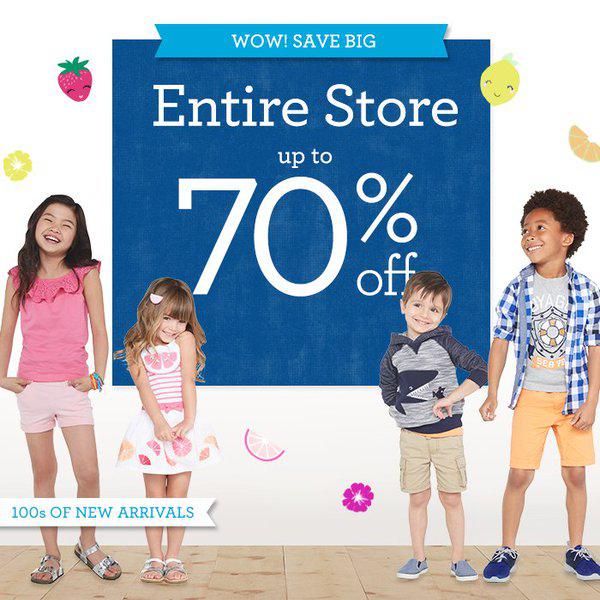 WOW! SAVE BIG
Entire Store
up to
70%
off
100s OF NEW ARRIVALS